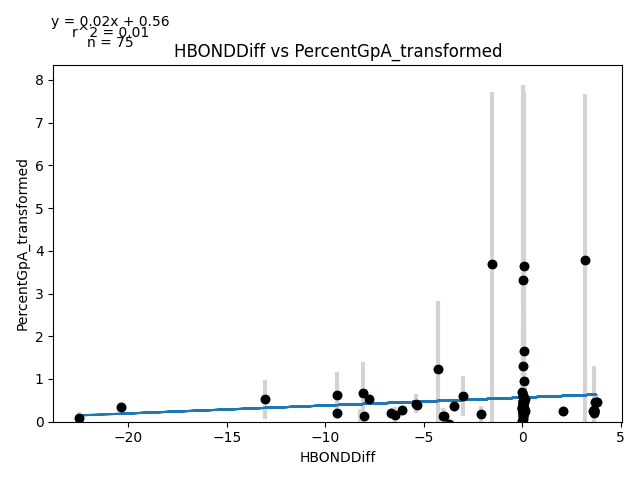 y = 0.02x + 0.56
r^2 = 0.01
n = 75
HBONDDiff vs PercentGpA_transformed
PercentGpA_transformed
8
7
6
5
4
3
2
1
0
−20
−15
−10
−5
0
5
HBONDDiff